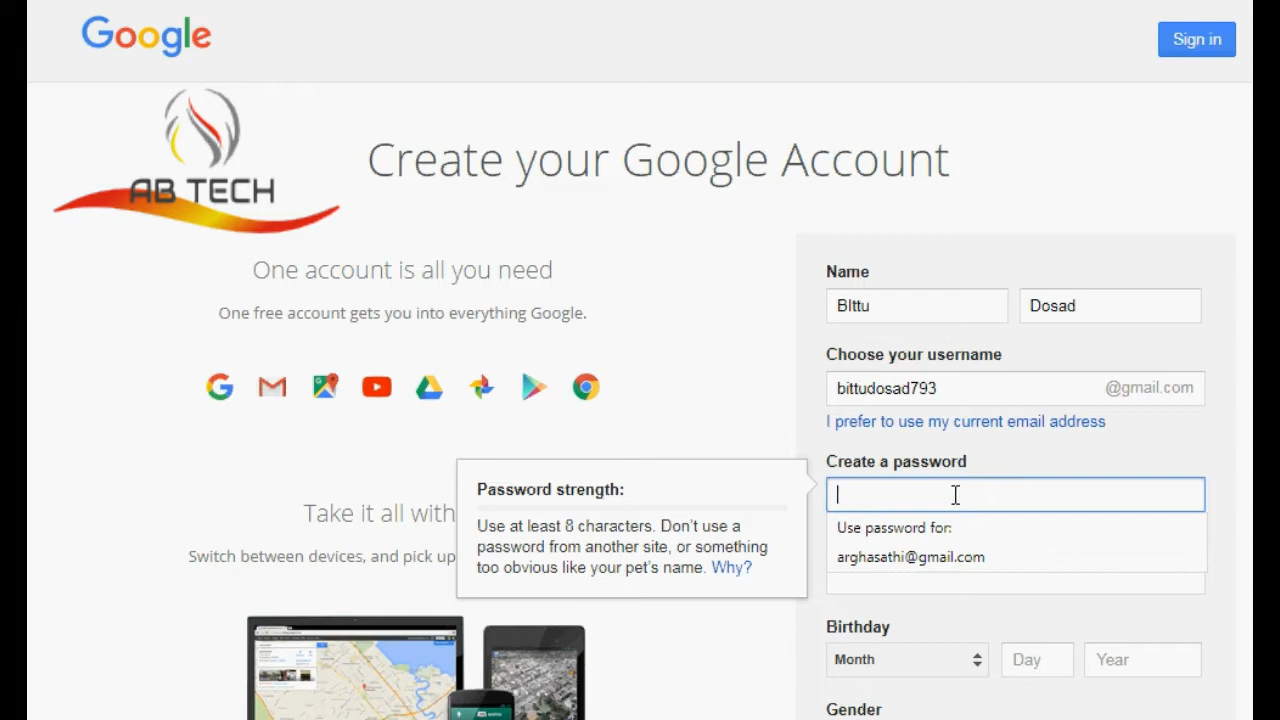 Google
Sign in
AB TECH
Create your Google Account
One account is all you need
One free account gets you into everything Google.
Name
BIttu
Dosad
Choose your username
bittudosad793
@gmail.com
I prefer to use my current email address
Create a password
Use password for:
arghasathi@gmail.com
Password strength:
Use at least 8 characters. Don't use a
password from another site, or something
too obvious like your pet's name. Why?
Take it all with
Switch between devices, and pick up
Birthday
Month
Day
Year
Gender